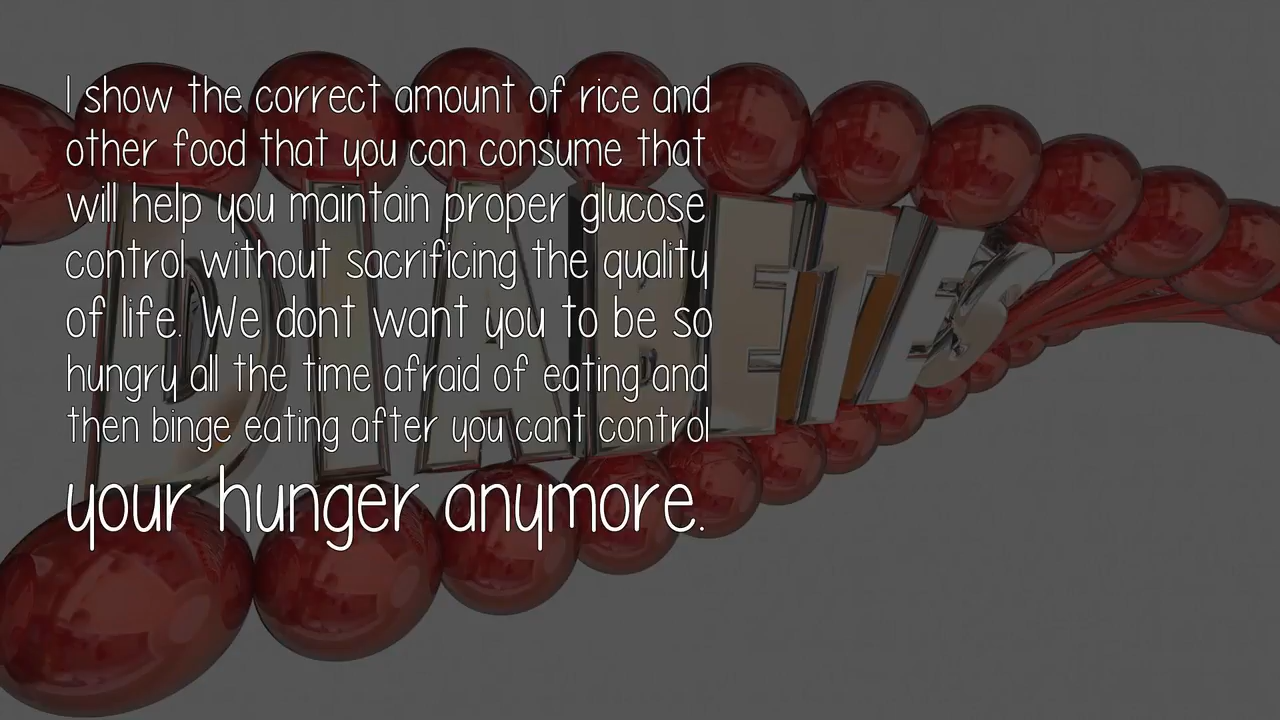 I show the correct amount of rice and
other food that you can consume that
will help you maintain proper glucose
control without sacrificing the quality
of life. We dont want you to be so
hungry all the time afraid of eating and
then binge eating after you cant control
your hunger anymore.
DIABETES